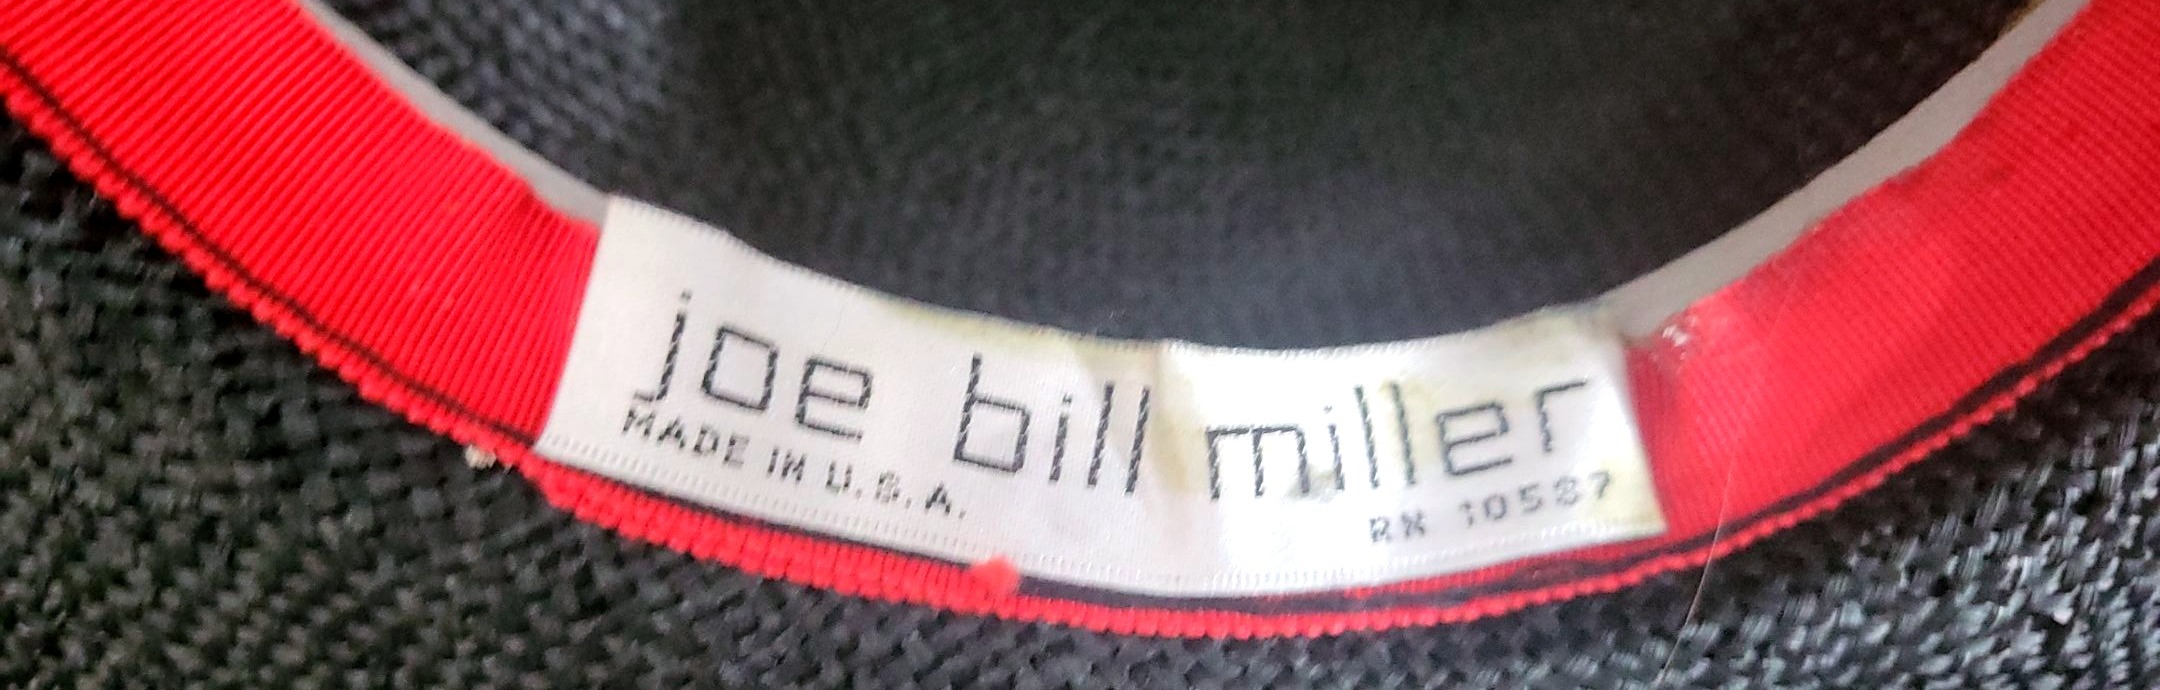 joe bill miller
MADE IN U.S.A.
RN 10537